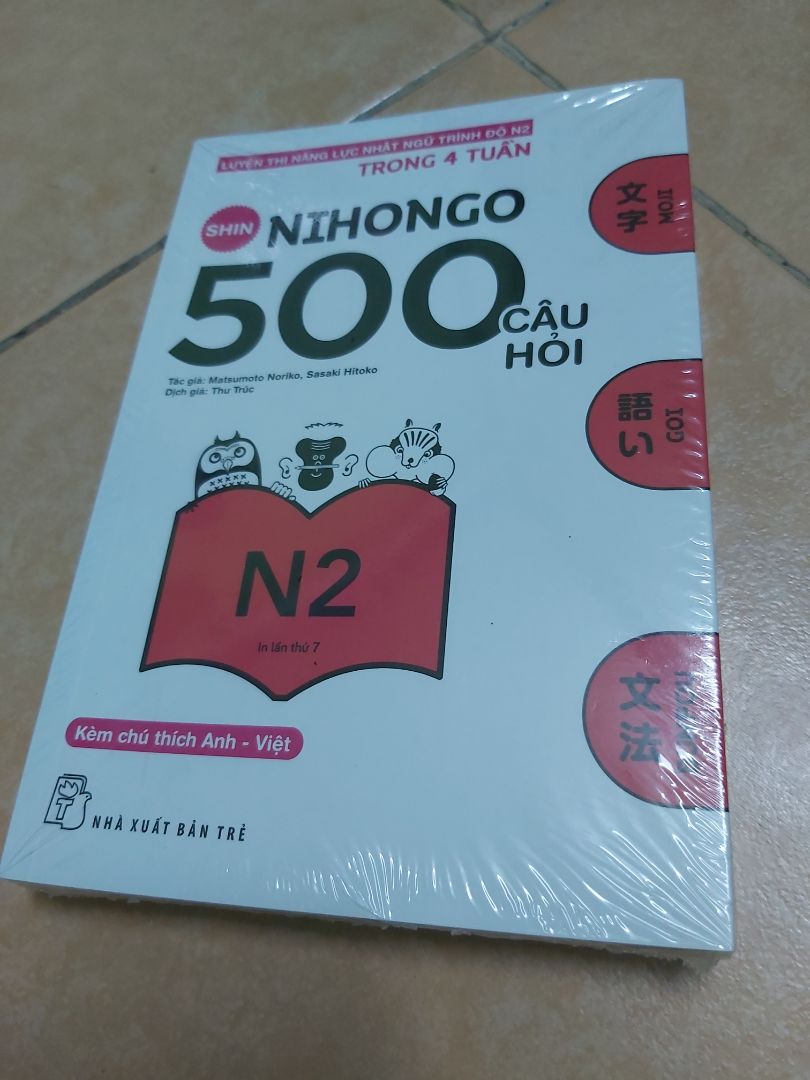 LUYỆN THI NĂNG LỰC NHẬT NGỮ TRÌNH ĐỘ N2
TRONG 4 TUẦN
SHIN
NIHONGO
500
CÂU
HỎI
Tác giả: Matsumoto Noriko, Sasaki Hitoko
Dịch giả: Thư Trúc
文字
MOJI
語い
GOI
文法
N2
In lần thứ 7
Kèm chú thích Anh - Việt
NHÀ XUẤT BẢN TRẺ